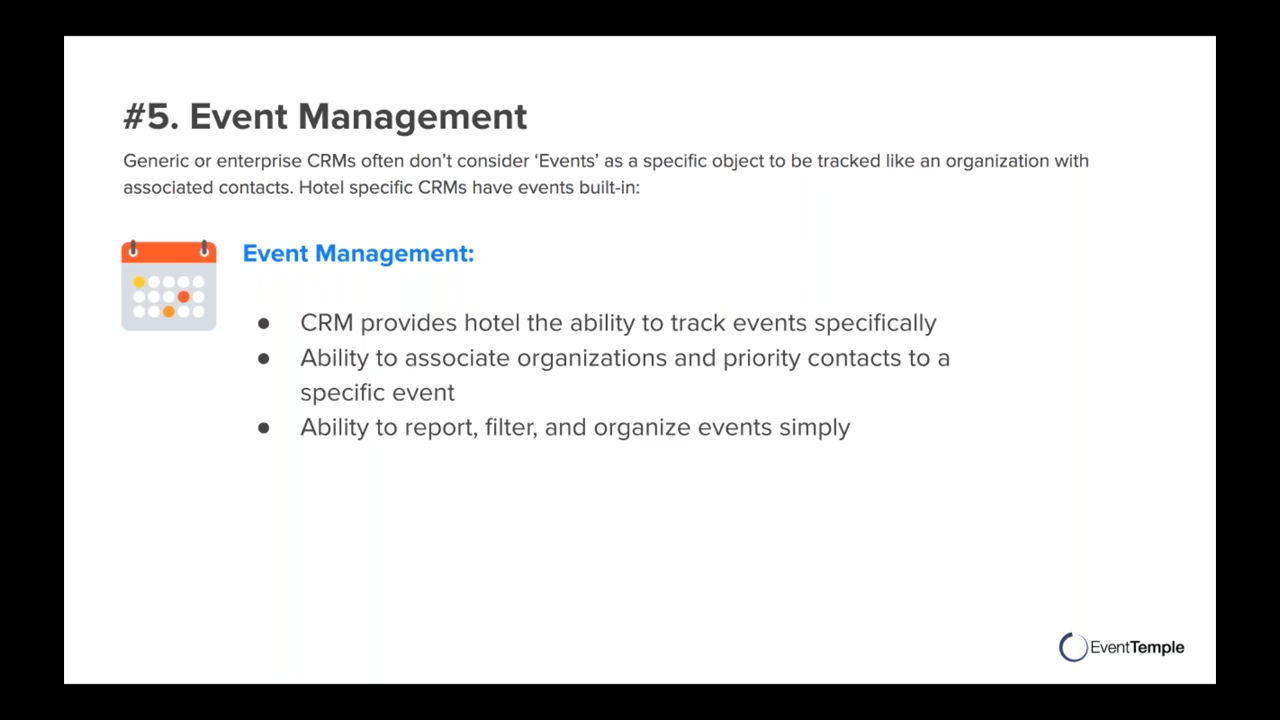 #5. Event Management
Generic or enterprise CRMs often don’t consider ‘Events’ as a specific object to be tracked like an organization with
associated contacts. Hotel specific CRMs have events built-in:
Event Management:
● CRM provides hotel the ability to track events specifically
● Ability to associate organizations and priority contacts to a
specific event
● Ability to report, filter, and organize events simply
EventTemple